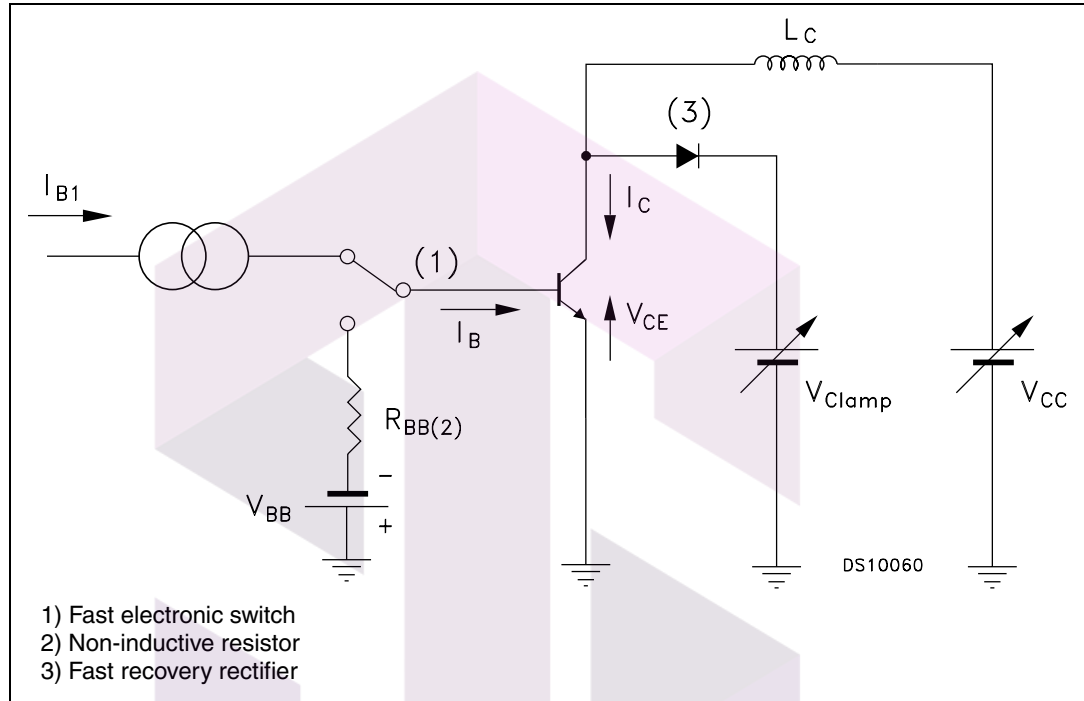 L C
(3)
I B1
I C
(1)
I B
V CE
V Clamp
V CC
R BB(2)
−
V BB
+
DS10060
1) Fast electronic switch
2) Non-inductive resistor
3) Fast recovery rectifier